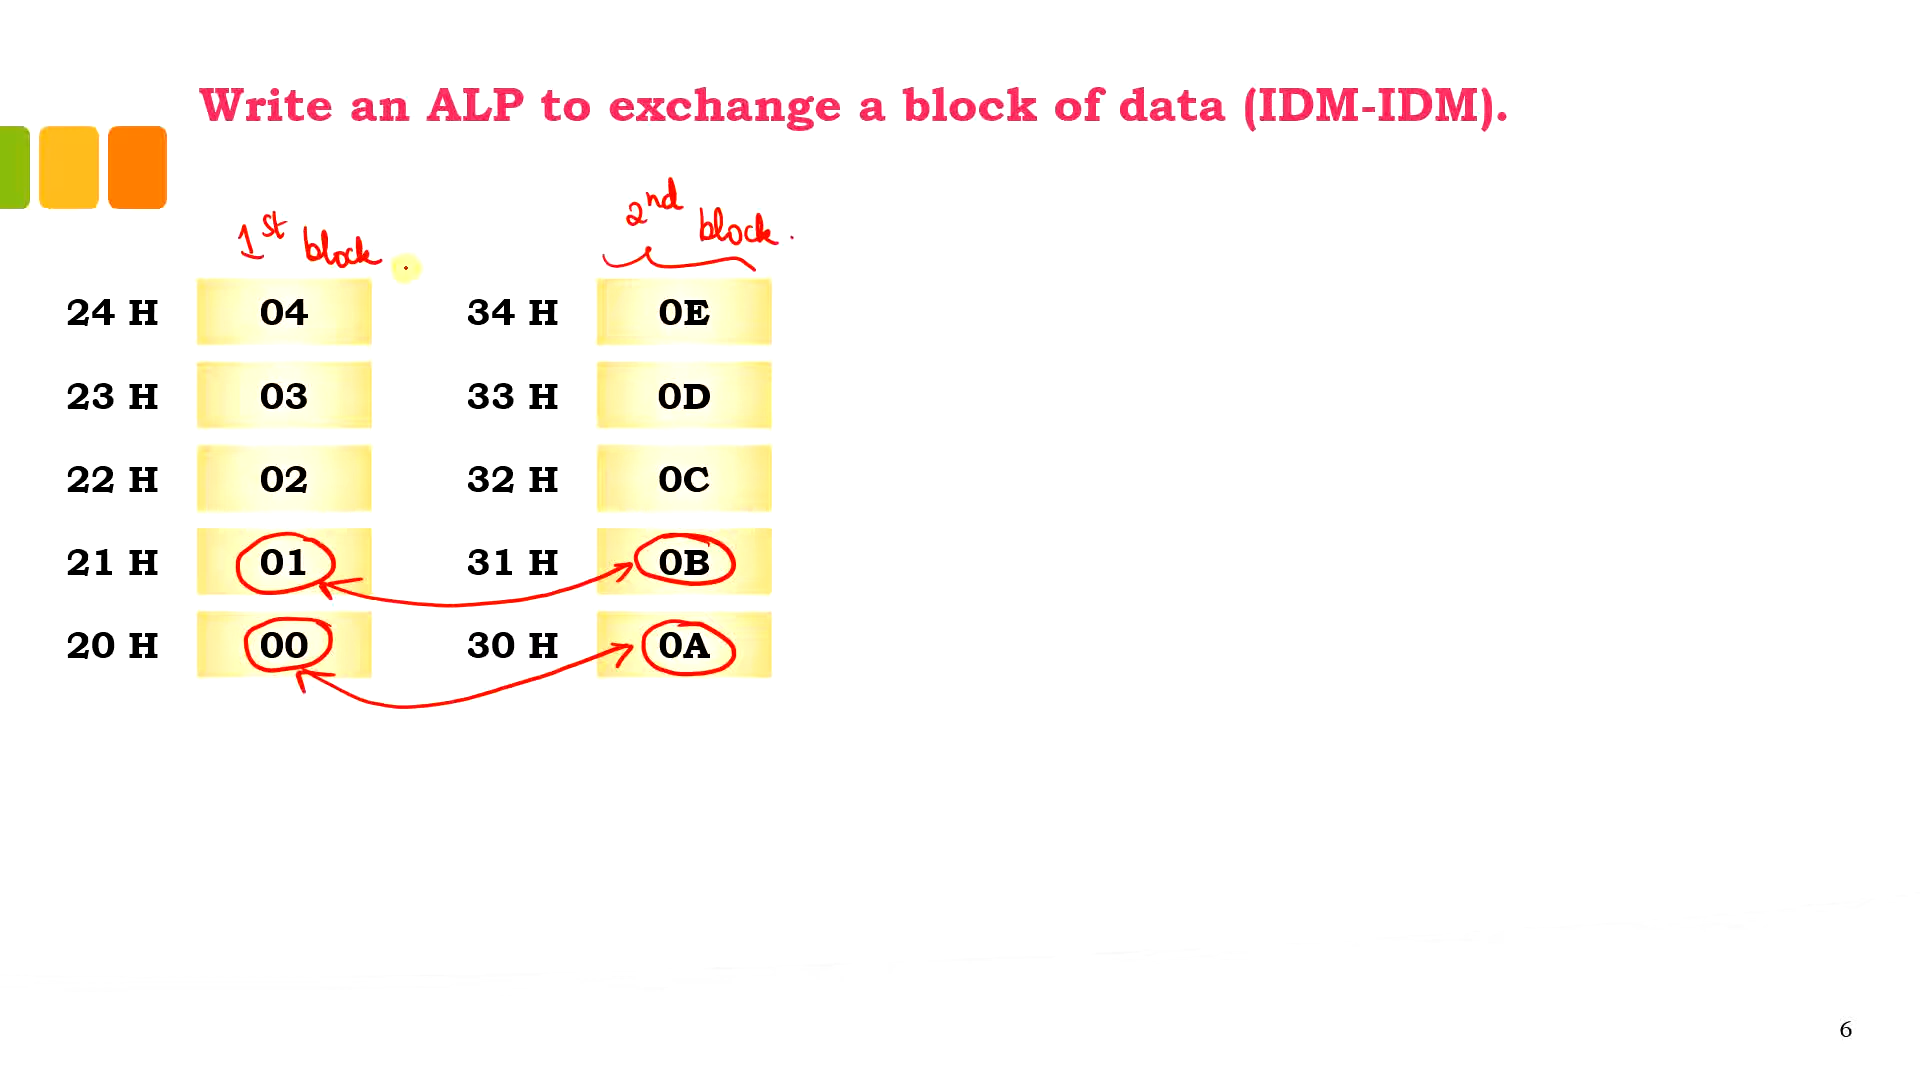 Write an ALP to exchange a block of data (IDM-IDM).
1st block
2nd block.
24 H 04 34 H 0E
23 H 03 33 H 0D
22 H 02 32 H 0C
21 H 01 31 H 0B
20 H 00 30 H 0A
6